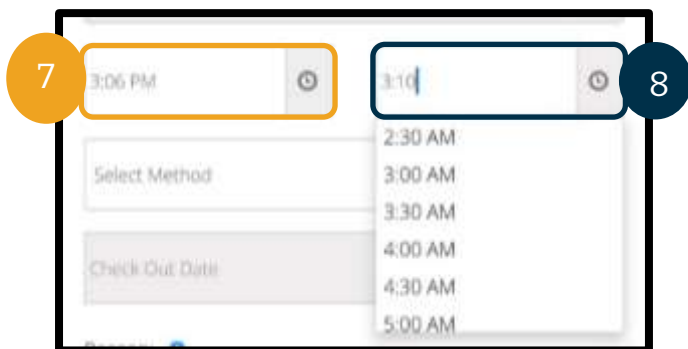 7 3:06 PM 3:10 8
2:30 AM
Select Method 3:00 AM
3:30 AM
4:00 AM
Check Out Date
4:30 AM
5:00 AM